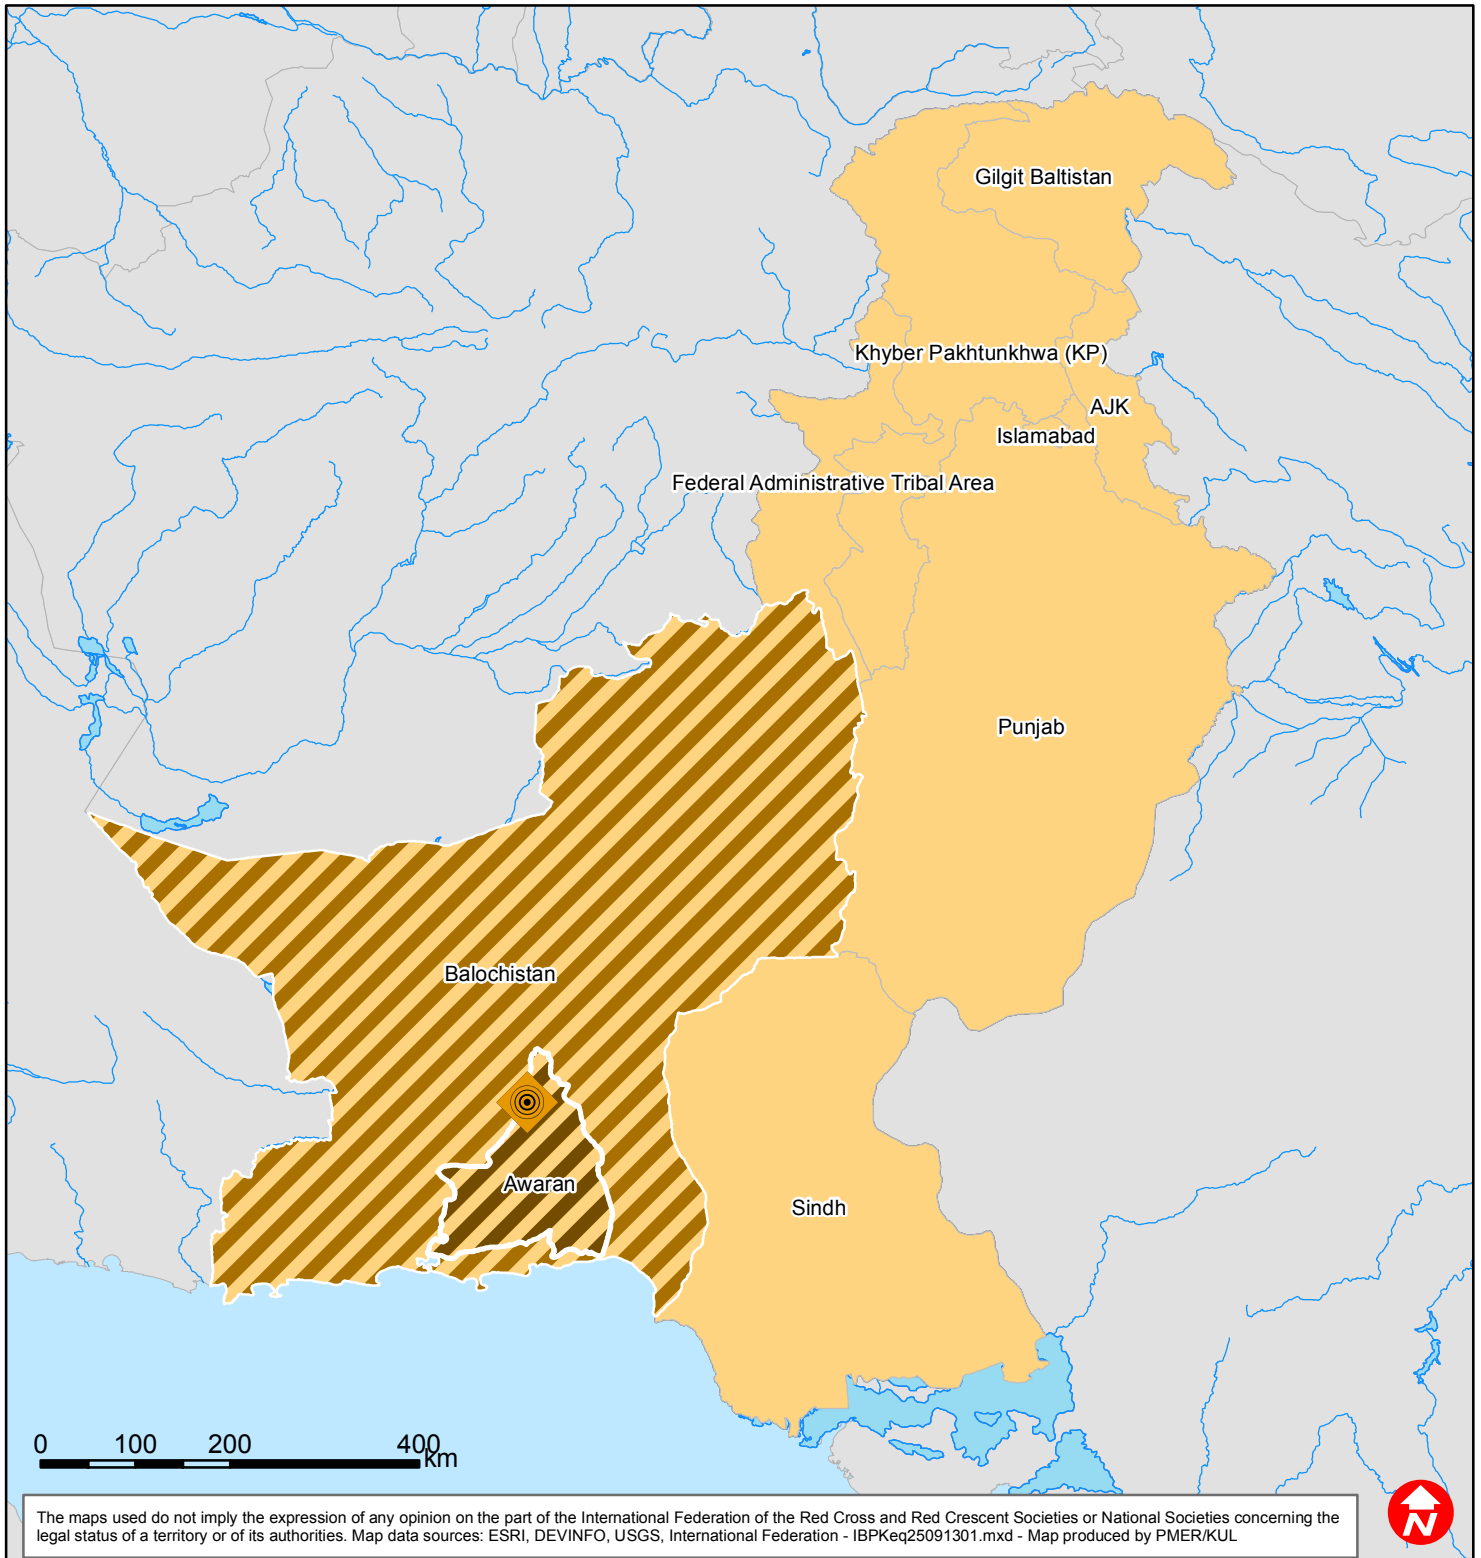 Gilgit Baltistan
Khyber Pakhtunkhwa (KP)
AJK
Islamabad
Federal Administrative Tribal Area
Punjab
Balochistan
Awaran
Sindh
0 100 200 400
km
N
The maps used do not imply the expression of any opinion on the part of the International Federation of the Red Cross and Red Crescent Societies or National Societies concerning the
legal status of a territory or of its authorities. Map data sources: ESRI, DEVINFO, USGS, International Federation - IBPKeq25091301.mxd - Map produced by PMER/KUL